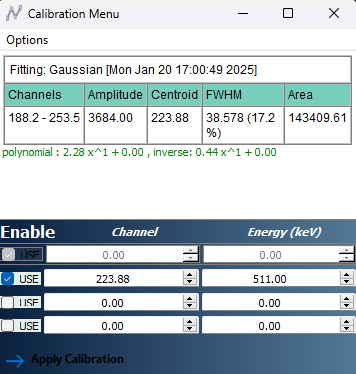 Calibration Menu
Options
Fitting: Gaussian [Mon Jan 20 17:00:49 2025]
Channels Amplitude Centroid FWHM Area
188.2 - 253.5 3684.00 223.88 38.578 (17.2 %) 143409.61
polynomial : 2.28 x^1 + 0.00 , inverse: 0.44 x^1 + 0.00
Enable Channel Energy (keV)
USE 0.00 0.00
USE 223.88 511.00
USE 0.00 0.00
USE 0.00 0.00
Apply Calibration